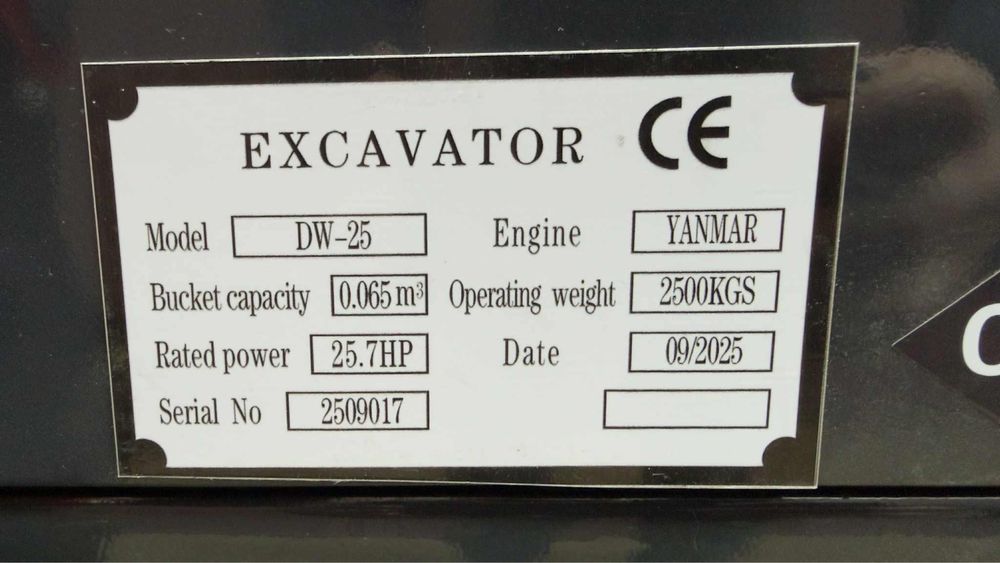 EXCAVATOR CE
Model DW-25 Engine YANMAR
Bucket capacity 0.065m³ Operating weight 2500KGS
Rated power 25.7HP Date 09/2025
Serial No 2509017